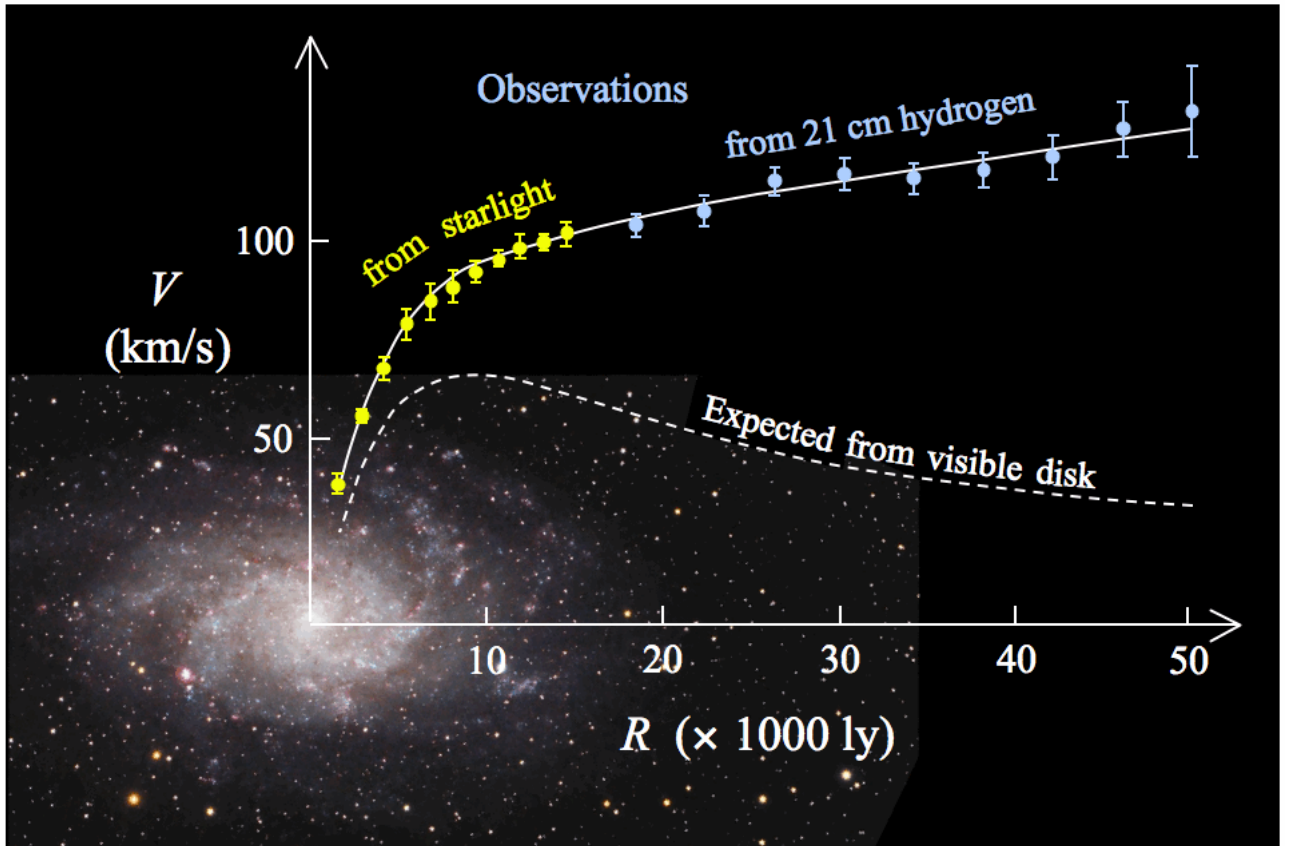 Observations
from 21 cm hydrogen
from starlight
100
V
(km/s)
50
Expected from visible disk
10
20
30
40
50
R (× 1000 ly)